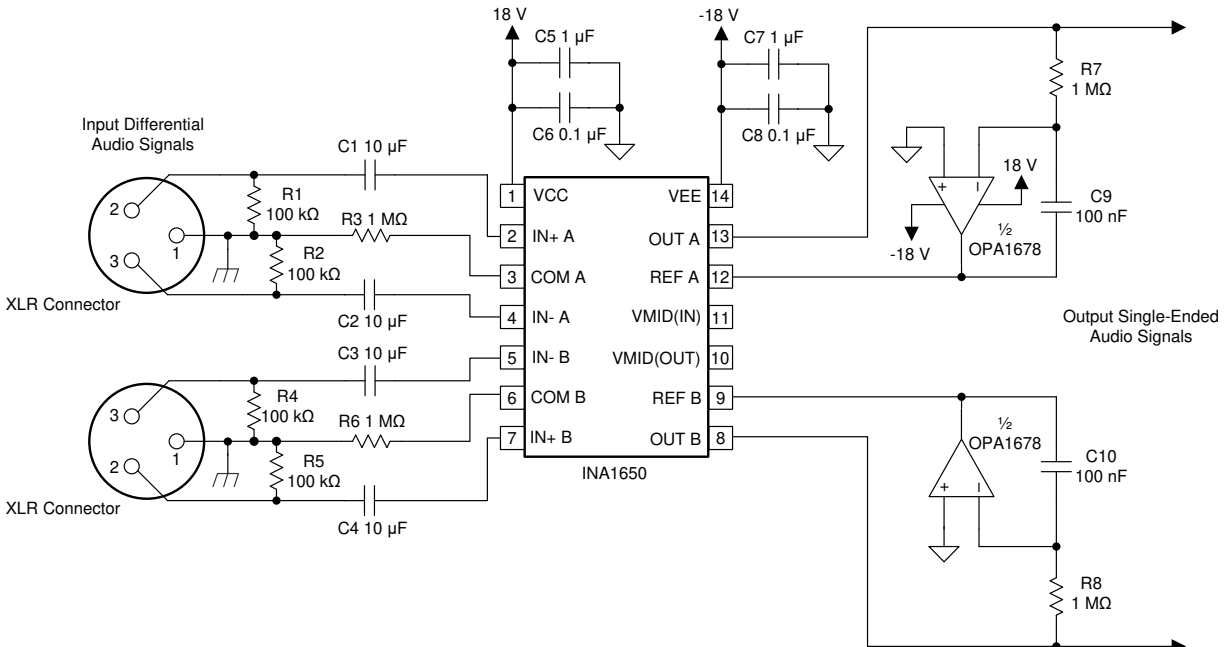 18 V
-18 V
C5 1 µF
C7 1 µF
C6 0.1 µF
C8 0.1 µF
Input Differential
Audio Signals
C1 10 µF
R1
100 kΩ
R3 1 MΩ
R2
100 kΩ
C2 10 µF
2
1
3
XLR Connector
C3 10 µF
R4
100 kΩ
R6 1 MΩ
R5
100 kΩ
C4 10 µF
3
1
2
XLR Connector
1 VCC VEE 14
2 IN+ A OUT A 13
3 COM A REF A 12
4 IN- A VMID(IN) 11
5 IN- B VMID(OUT) 10
6 COM B REF B 9
7 IN+ B OUT B 8
INA1650
R7
1 MΩ
+ –
18 V
-18 V
½
OPA1678
C9
100 nF
Output Single-Ended
Audio Signals
½
OPA1678
C10
100 nF
+ –
R8
1 MΩ